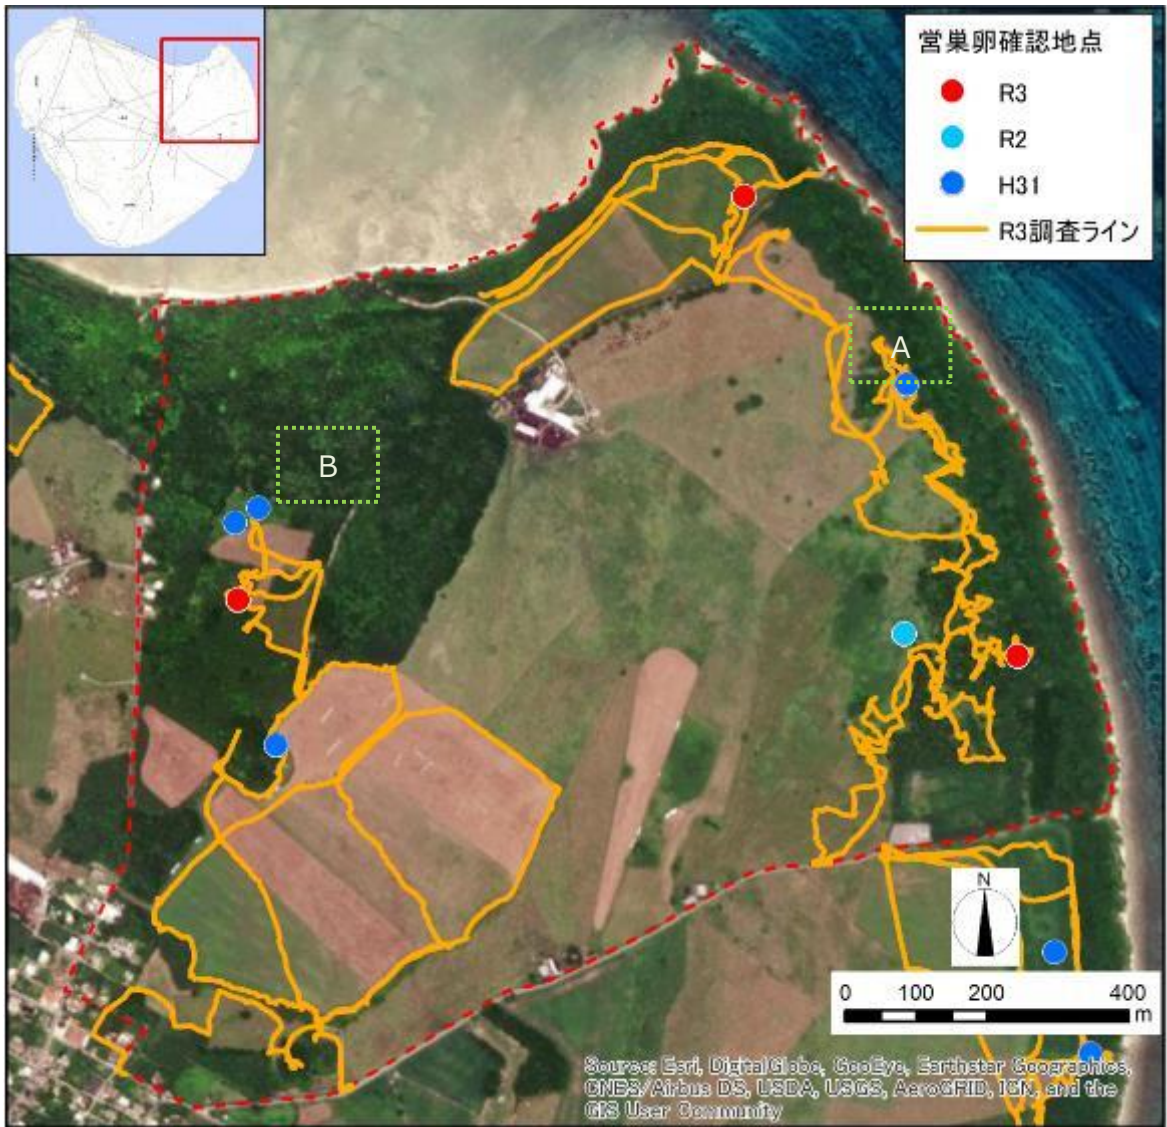 営巣卵確認地点
R3
R2
H31
R3調査ライン
A
B
N
0 100 200 400
m
Source: Esri, DigitalGlobe, GeoEye, Earthstar Geographics,
CNES/Airbus DS, USDA, USGS, AeroGRID, IGN, and the
GIS User Community